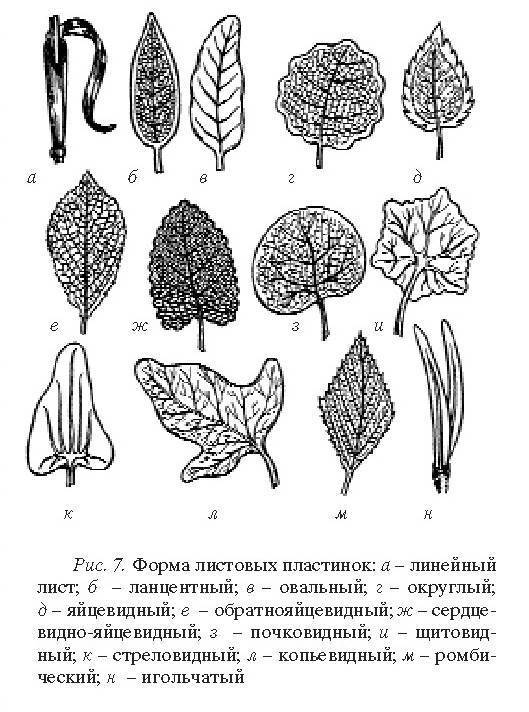 а б в г д
е ж з и
к л м н
Рис. 7. Форма листовых пластинок: а – линейный
лист; б – ланцентный; в – овальный; г – округлый;
д – яйцевидный; е – обратнояйцевидный; ж – сердце-
видно-яйцевидный; з – почковидный; и – щитовид-
ный; к – стреловидный; л – копьевидный; м – ромби-
ческий; н – игольчатый